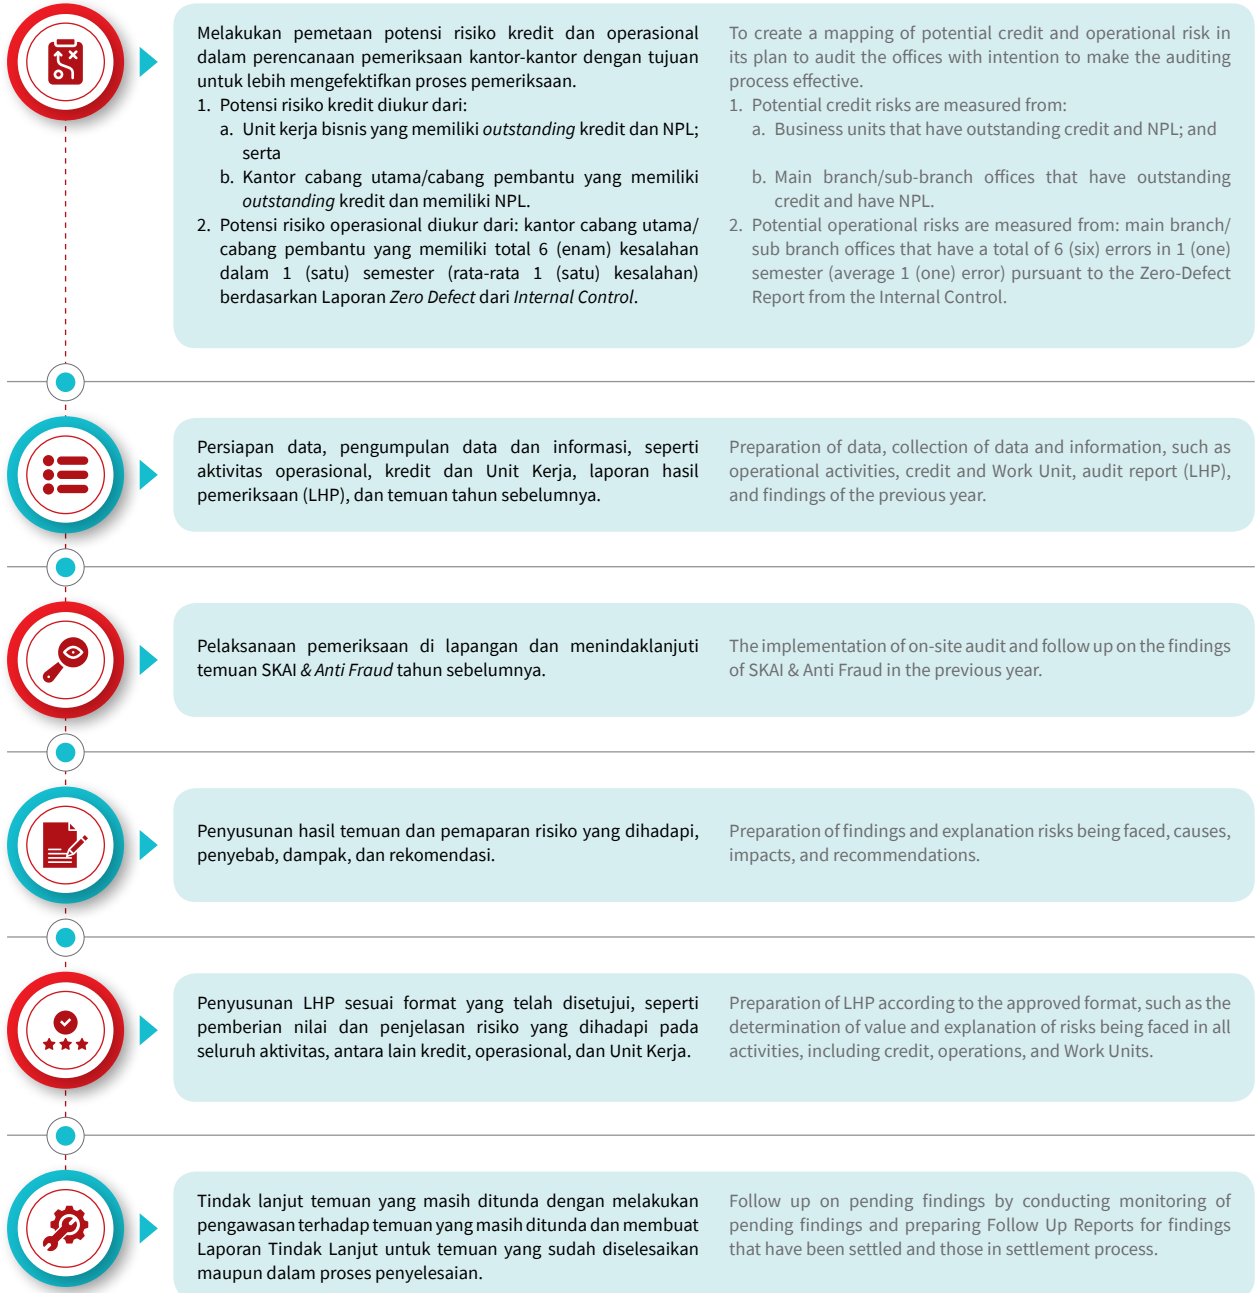 Melakukan pemetaan potensi risiko kredit dan operasional
dalam perencanaan pemeriksaan kantor-kantor dengan tujuan
untuk lebih mengefektifkan proses pemeriksaan.
1. Potensi risiko kredit diukur dari:
a. Unit kerja bisnis yang memiliki outstanding kredit dan NPL;
serta
b. Kantor cabang utama/cabang pembantu yang memiliki
outstanding kredit dan memiliki NPL.
2. Potensi risiko operasional diukur dari: kantor cabang utama/
cabang pembantu yang memiliki total 6 (enam) kesalahan
dalam 1 (satu) semester (rata-rata 1 (satu) kesalahan)
berdasarkan Laporan Zero Defect dari Internal Control.
To create a mapping of potential credit and operational risk in
its plan to audit the offices with intention to make the auditing
process effective.
1. Potential credit risks are measured from:
a. Business units that have outstanding credit and NPL; and
b. Main branch/sub-branch offices that have outstanding
credit and have NPL.
2. Potential operational risks are measured from: main branch/
sub branch offices that have a total of 6 (six) errors in 1 (one)
semester (average 1 (one) error) pursuant to the Zero-Defect
Report from the Internal Control.
Persiapan data, pengumpulan data dan informasi, seperti
aktivitas operasional, kredit dan Unit Kerja, laporan hasil
pemeriksaan (LHP), dan temuan tahun sebelumnya.
Preparation of data, collection of data and information, such as
operational activities, credit and Work Unit, audit report (LHP),
and findings of the previous year.
Pelaksanaan pemeriksaan di lapangan dan menindaklanjuti
temuan SKAI & Anti Fraud tahun sebelumnya.
The implementation of on-site audit and follow up on the findings
of SKAI & Anti Fraud in the previous year.
Penyusunan hasil temuan dan pemaparan risiko yang dihadapi,
penyebab, dampak, dan rekomendasi.
Preparation of findings and explanation risks being faced, causes,
impacts, and recommendations.
Penyusunan LHP sesuai format yang telah disetujui, seperti
pemberian nilai dan penjelasan risiko yang dihadapi pada
seluruh aktivitas, antara lain kredit, operasional, dan Unit Kerja.
Preparation of LHP according to the approved format, such as the
determination of value and explanation of risks being faced in all
activities, including credit, operations, and Work Units.
Tindak lanjut temuan yang masih ditunda dengan melakukan
pengawasan terhadap temuan yang masih ditunda dan membuat
Laporan Tindak Lanjut untuk temuan yang sudah diselesaikan
maupun dalam proses penyelesaian.
Follow up on pending findings by conducting monitoring of
pending findings and preparing Follow Up Reports for findings
that have been settled and those in settlement process.